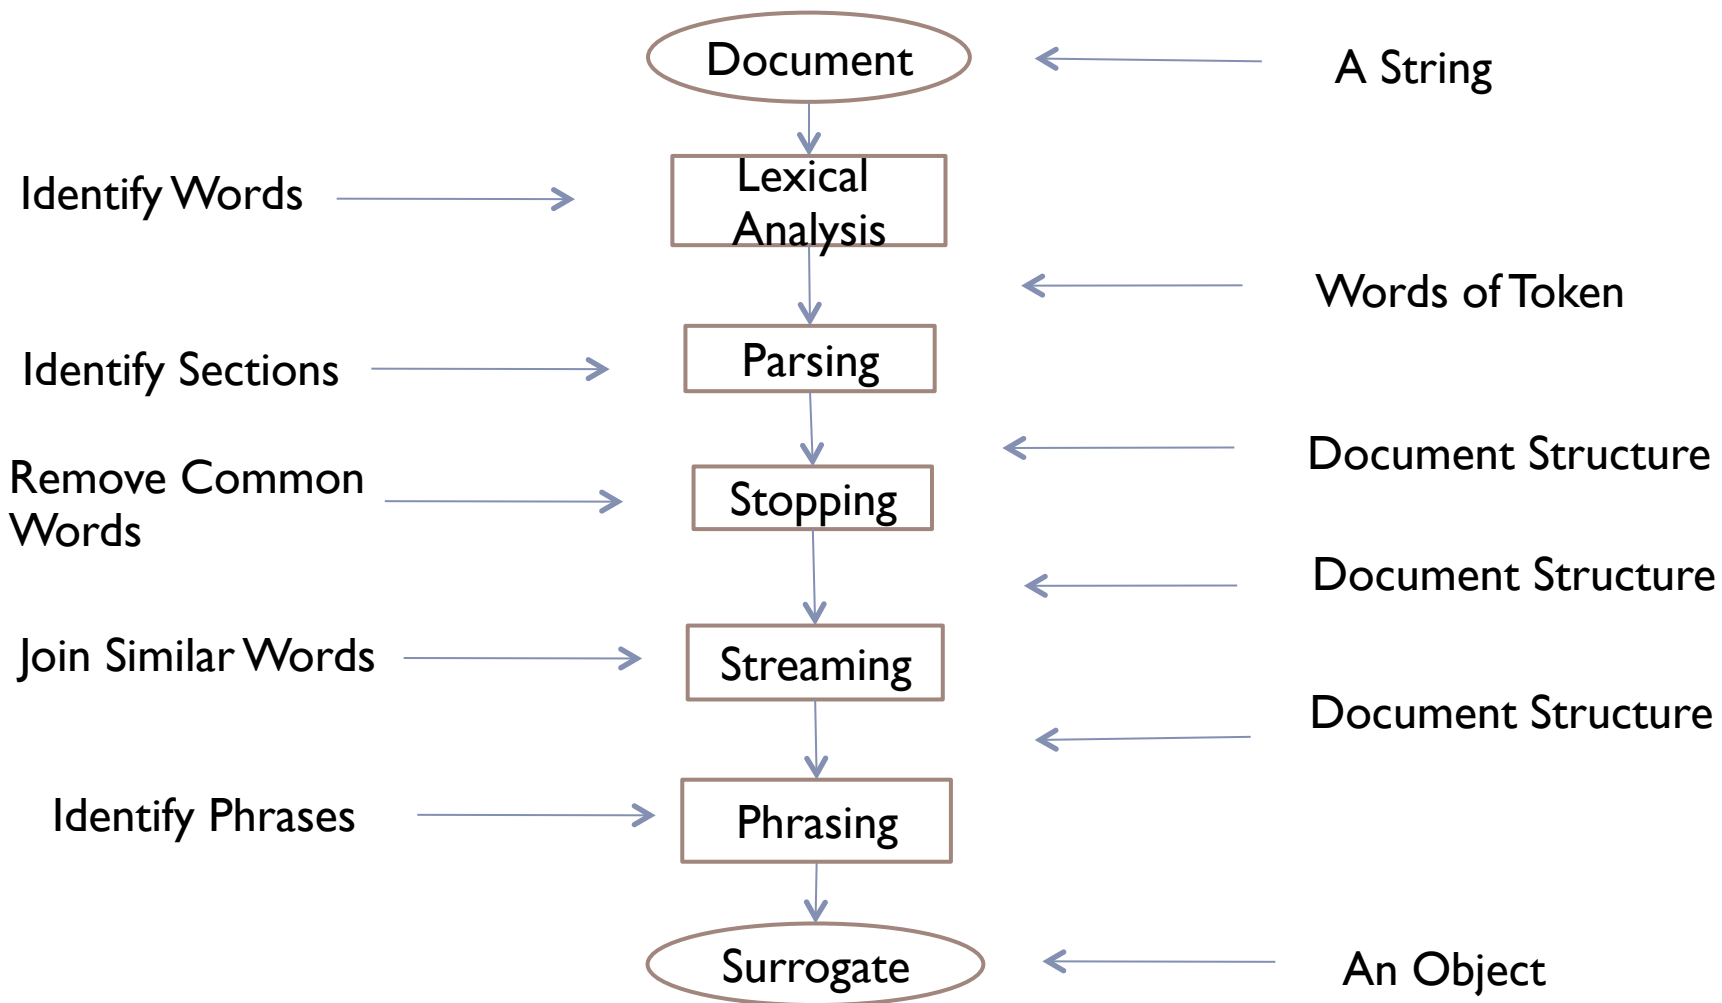 Document
A String
Identify Words
Lexical
Analysis
Words of Token
Identify Sections
Parsing
Document Structure
Remove Common
Words
Stopping
Document Structure
Join Similar Words
Streaming
Document Structure
Identify Phrases
Phrasing
Surrogate
An Object